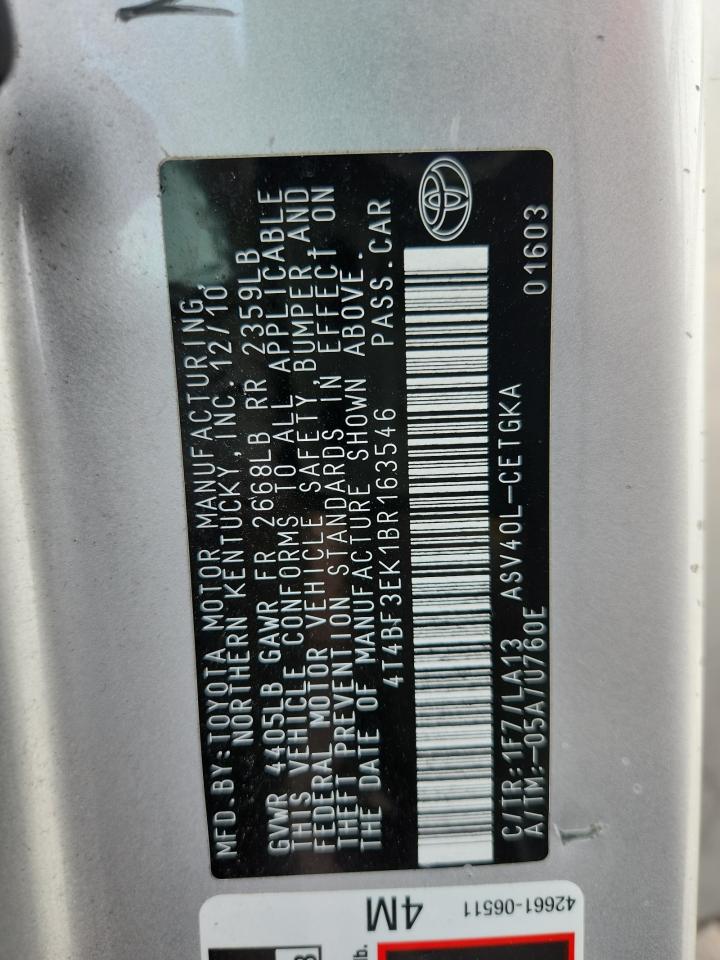 MFD.BY:TOYOTA MOTOR MANUFACTURING,
NORTHERN KENTUCKY,INC.12/10
GVWR 4405LB GAWR FR 2668LB RR 2359LB
THIS VEHICLE CONFORMS TO ALL APPLICABLE
FEDERAL MOTOR VEHICLE SAFETY,BUMPER AND
THEFT PREVENTION STANDARDS IN EFFECT ON
THE DATE OF MANUFACTURE SHOWN ABOVE.
4T4BF3EK1BR163546 PASS.CAR
C/TR:1F7/LA13 ASV40L-CETGKA 01603
A/TM:-05A/U760E
4M
42661-06511
lb.